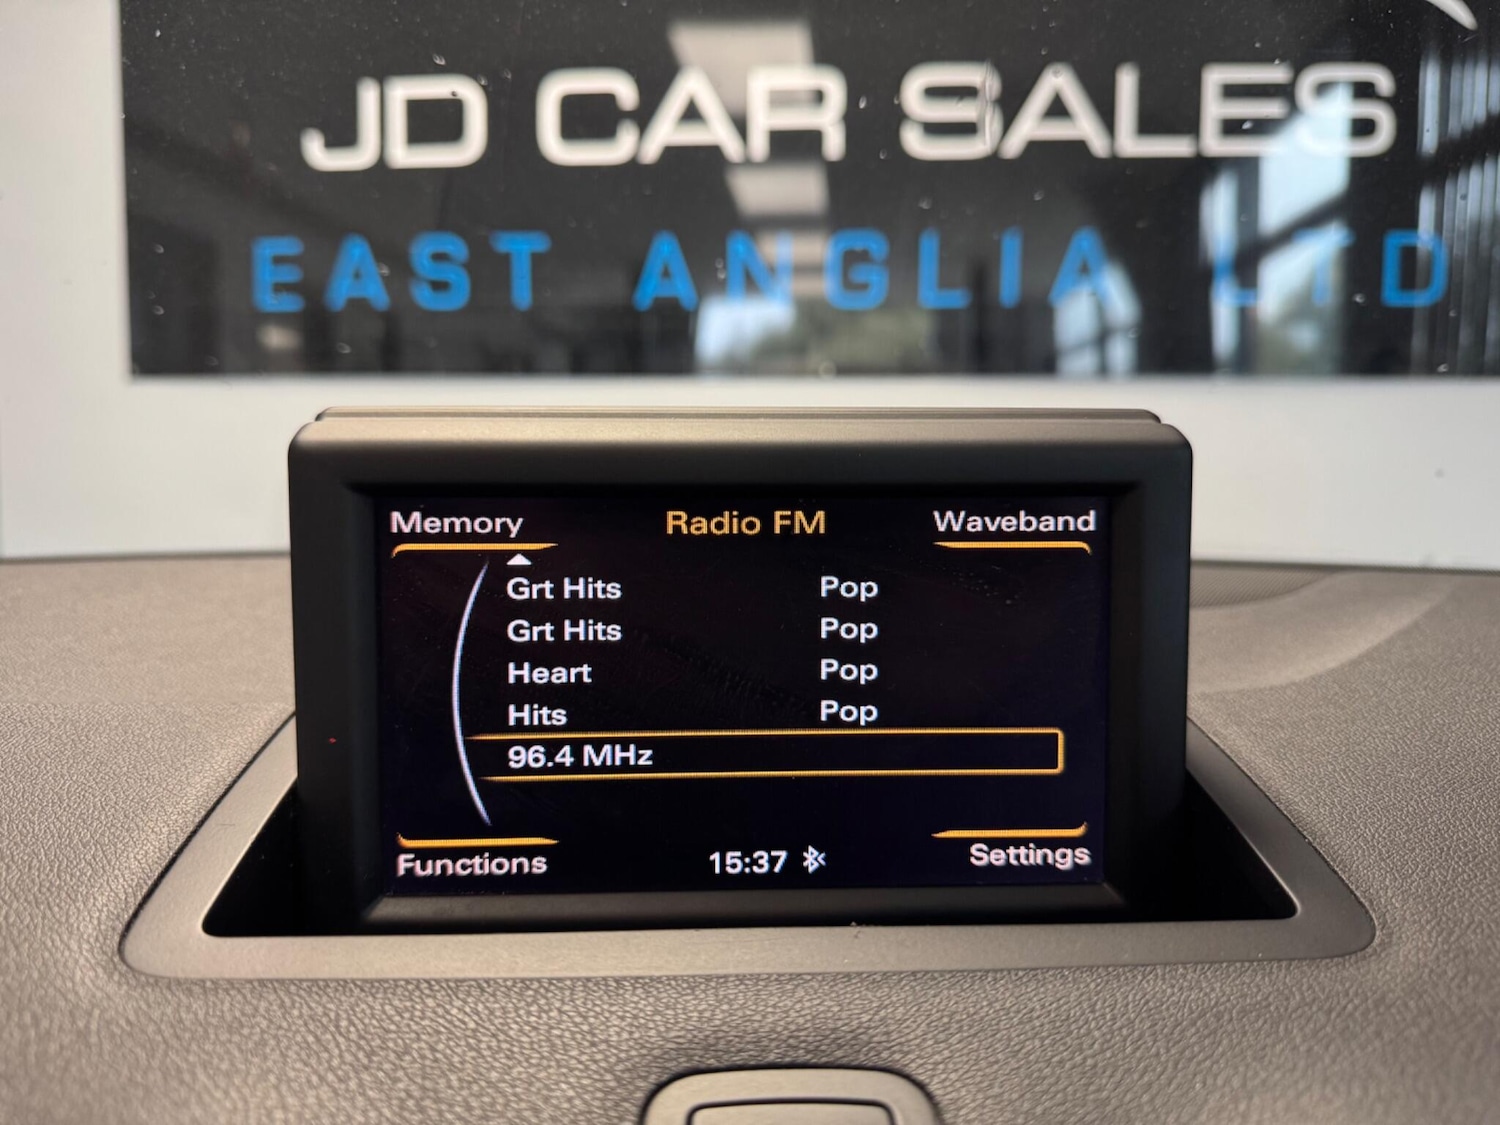 JD CAR SALES
EAST ANGLIA LTD
Memory Radio FM Waveband
Grt Hits Pop
Grt Hits Pop
Heart Pop
Hits Pop
96.4 MHz
Functions 15:37 Settings